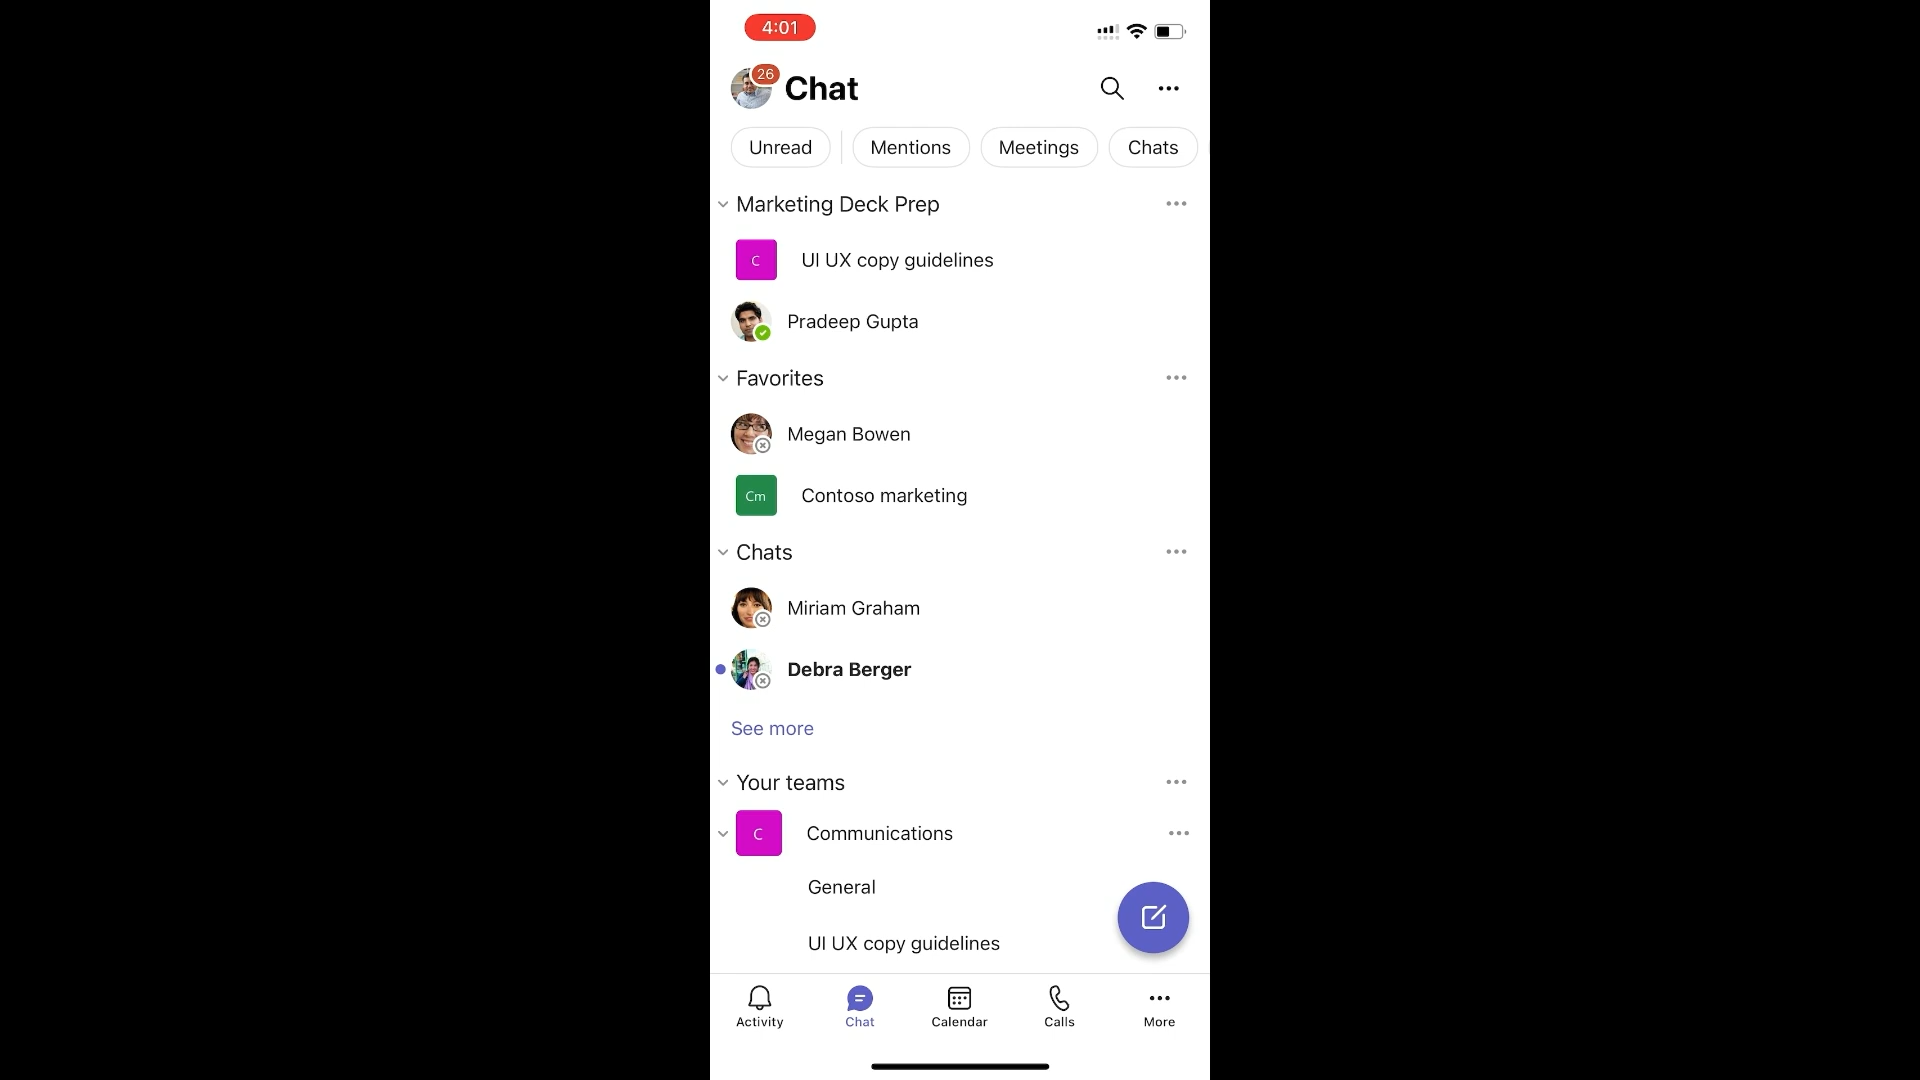 4:01
26
Chat
Unread
Mentions
Meetings
Chats
Marketing Deck Prep
C
UI UX copy guidelines
Pradeep Gupta
Favorites
Megan Bowen
Cm
Contoso marketing
Chats
Miriam Graham
Debra Berger
See more
Your teams
C
Communications
General
UI UX copy guidelines
Activity
Chat
Calendar
Calls
More